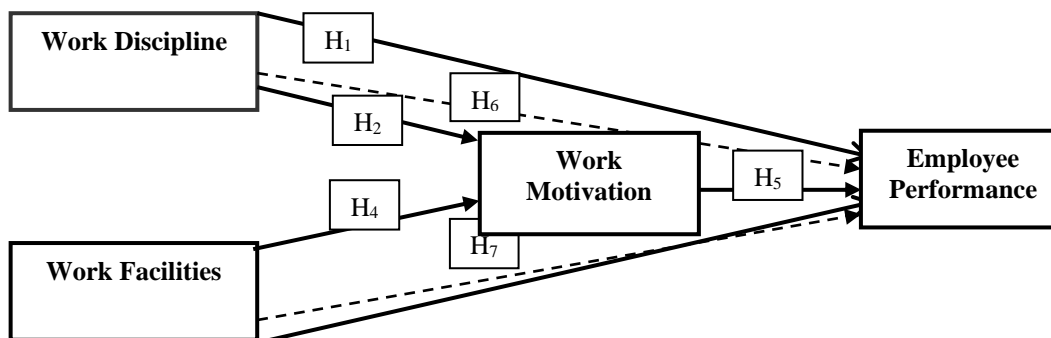 Work Discipline
H₁
H₆
H₂
Work
Motivation
Employee
Performance
H₅
H₄
H₇
Work Facilities